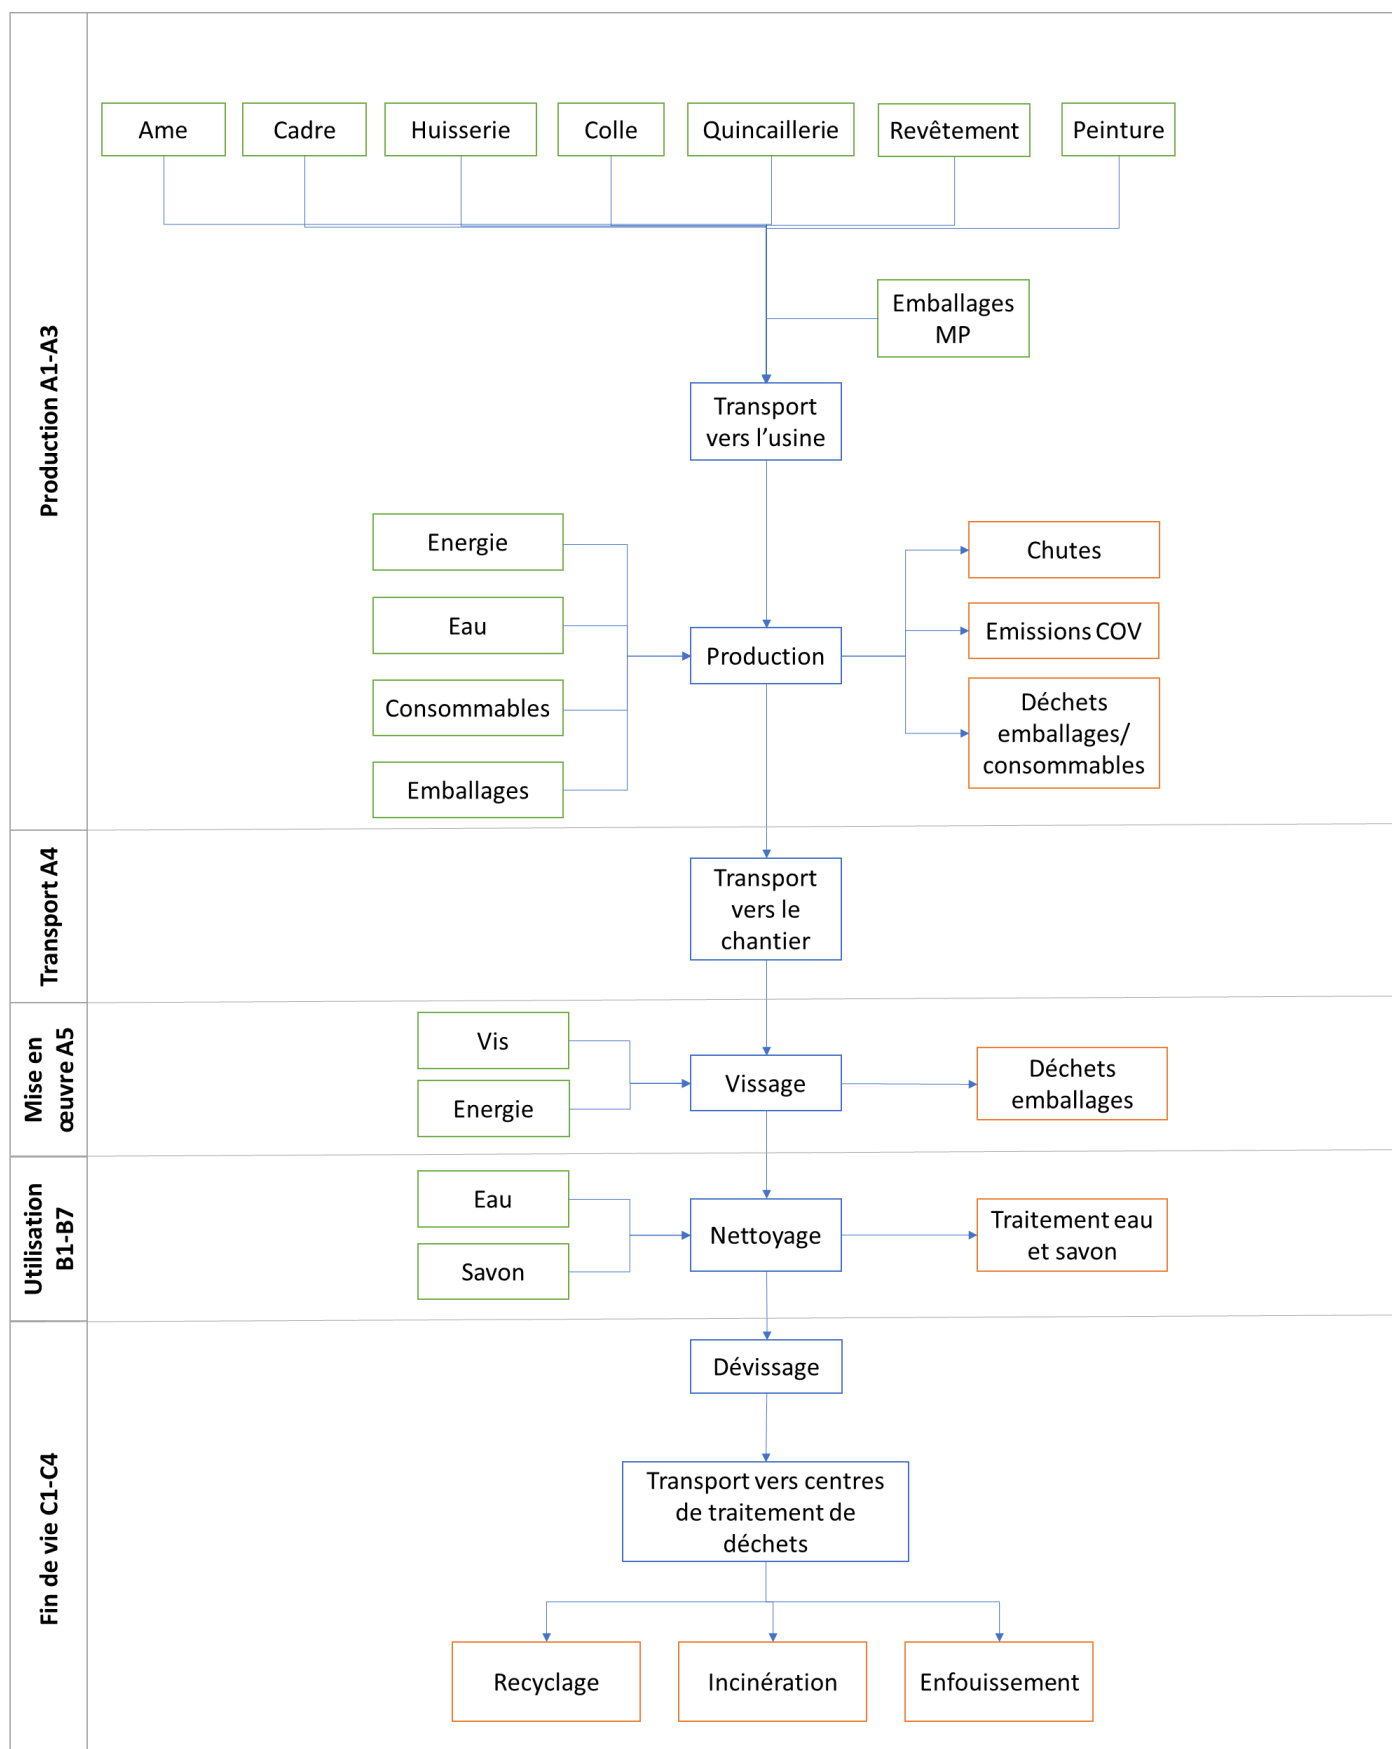 Production A1-A3
Ame
Cadre
Huisserie
Colle
Quincaillerie
Revêtement
Peinture
Emballages
MP
Transport
vers l’usine
Energie
Eau
Consommables
Emballages
Production
Chutes
Emissions COV
Déchets
emballages/
consommables
Transport A4
Transport
vers le
chantier
Mise en
œuvre A5
Vis
Energie
Vissage
Déchets
emballages
Utilisation
B1-B7
Eau
Savon
Nettoyage
Traitement eau
et savon
Fin de vie C1-C4
Dévissage
Transport vers centres
de traitement de
déchets
Recyclage
Incinération
Enfouissement